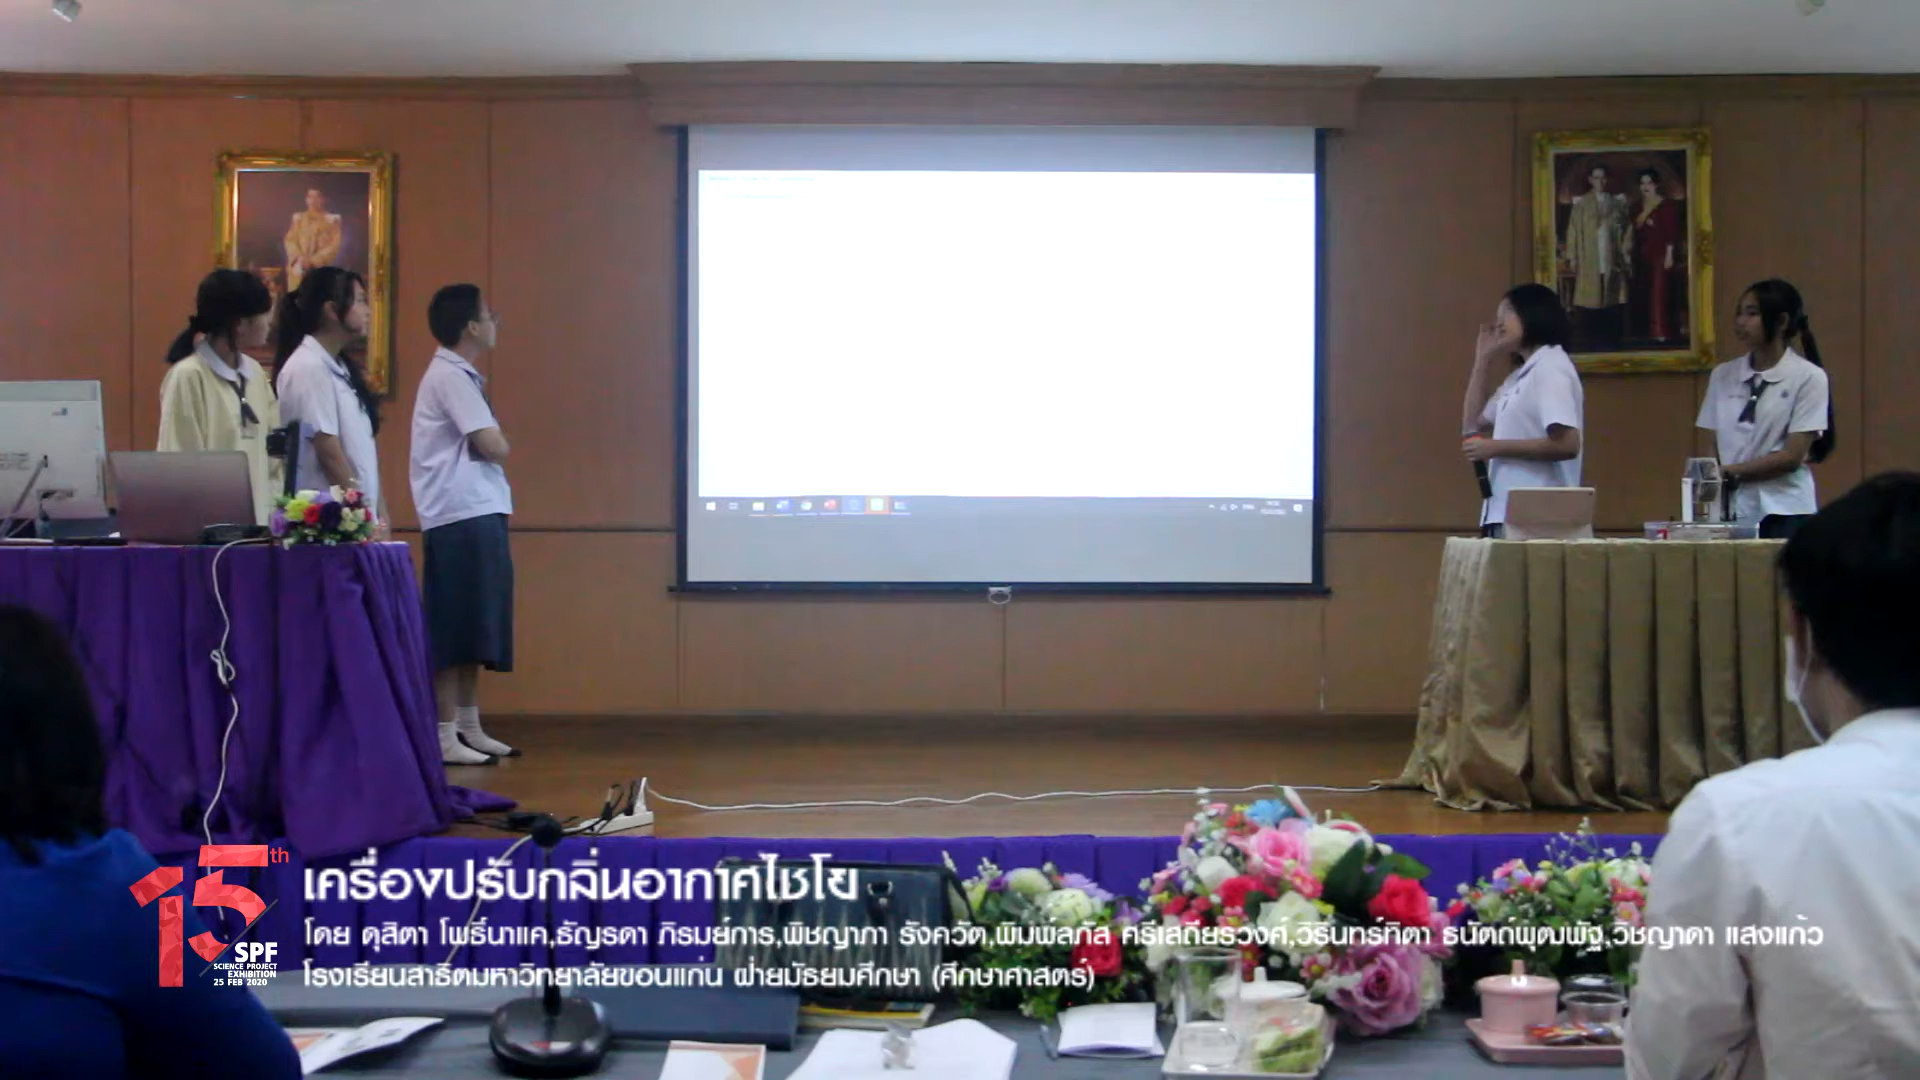 15th
SPF
SCIENCE PROJECT
EXHIBITION
25 FEB 2020
เครื่องปรับกลิ่นอากาศไชโย
โดย ดุสิตา โพธิ์นาแค,ธัญรดา ภิรมย์การ,พิชญาภา รังควัต,พิมพ์ลภัส ศรีเสถียรวงศ์,วิรินทร์ทิตา ธนัตถ์พุฒพัฐ,วิชญาดา แสงแก้ว
โรงเรียนสาธิตมหาวิทยาลัยขอนแก่น ฝ่ายมัธยมศึกษา (ศึกษาศาสตร์)